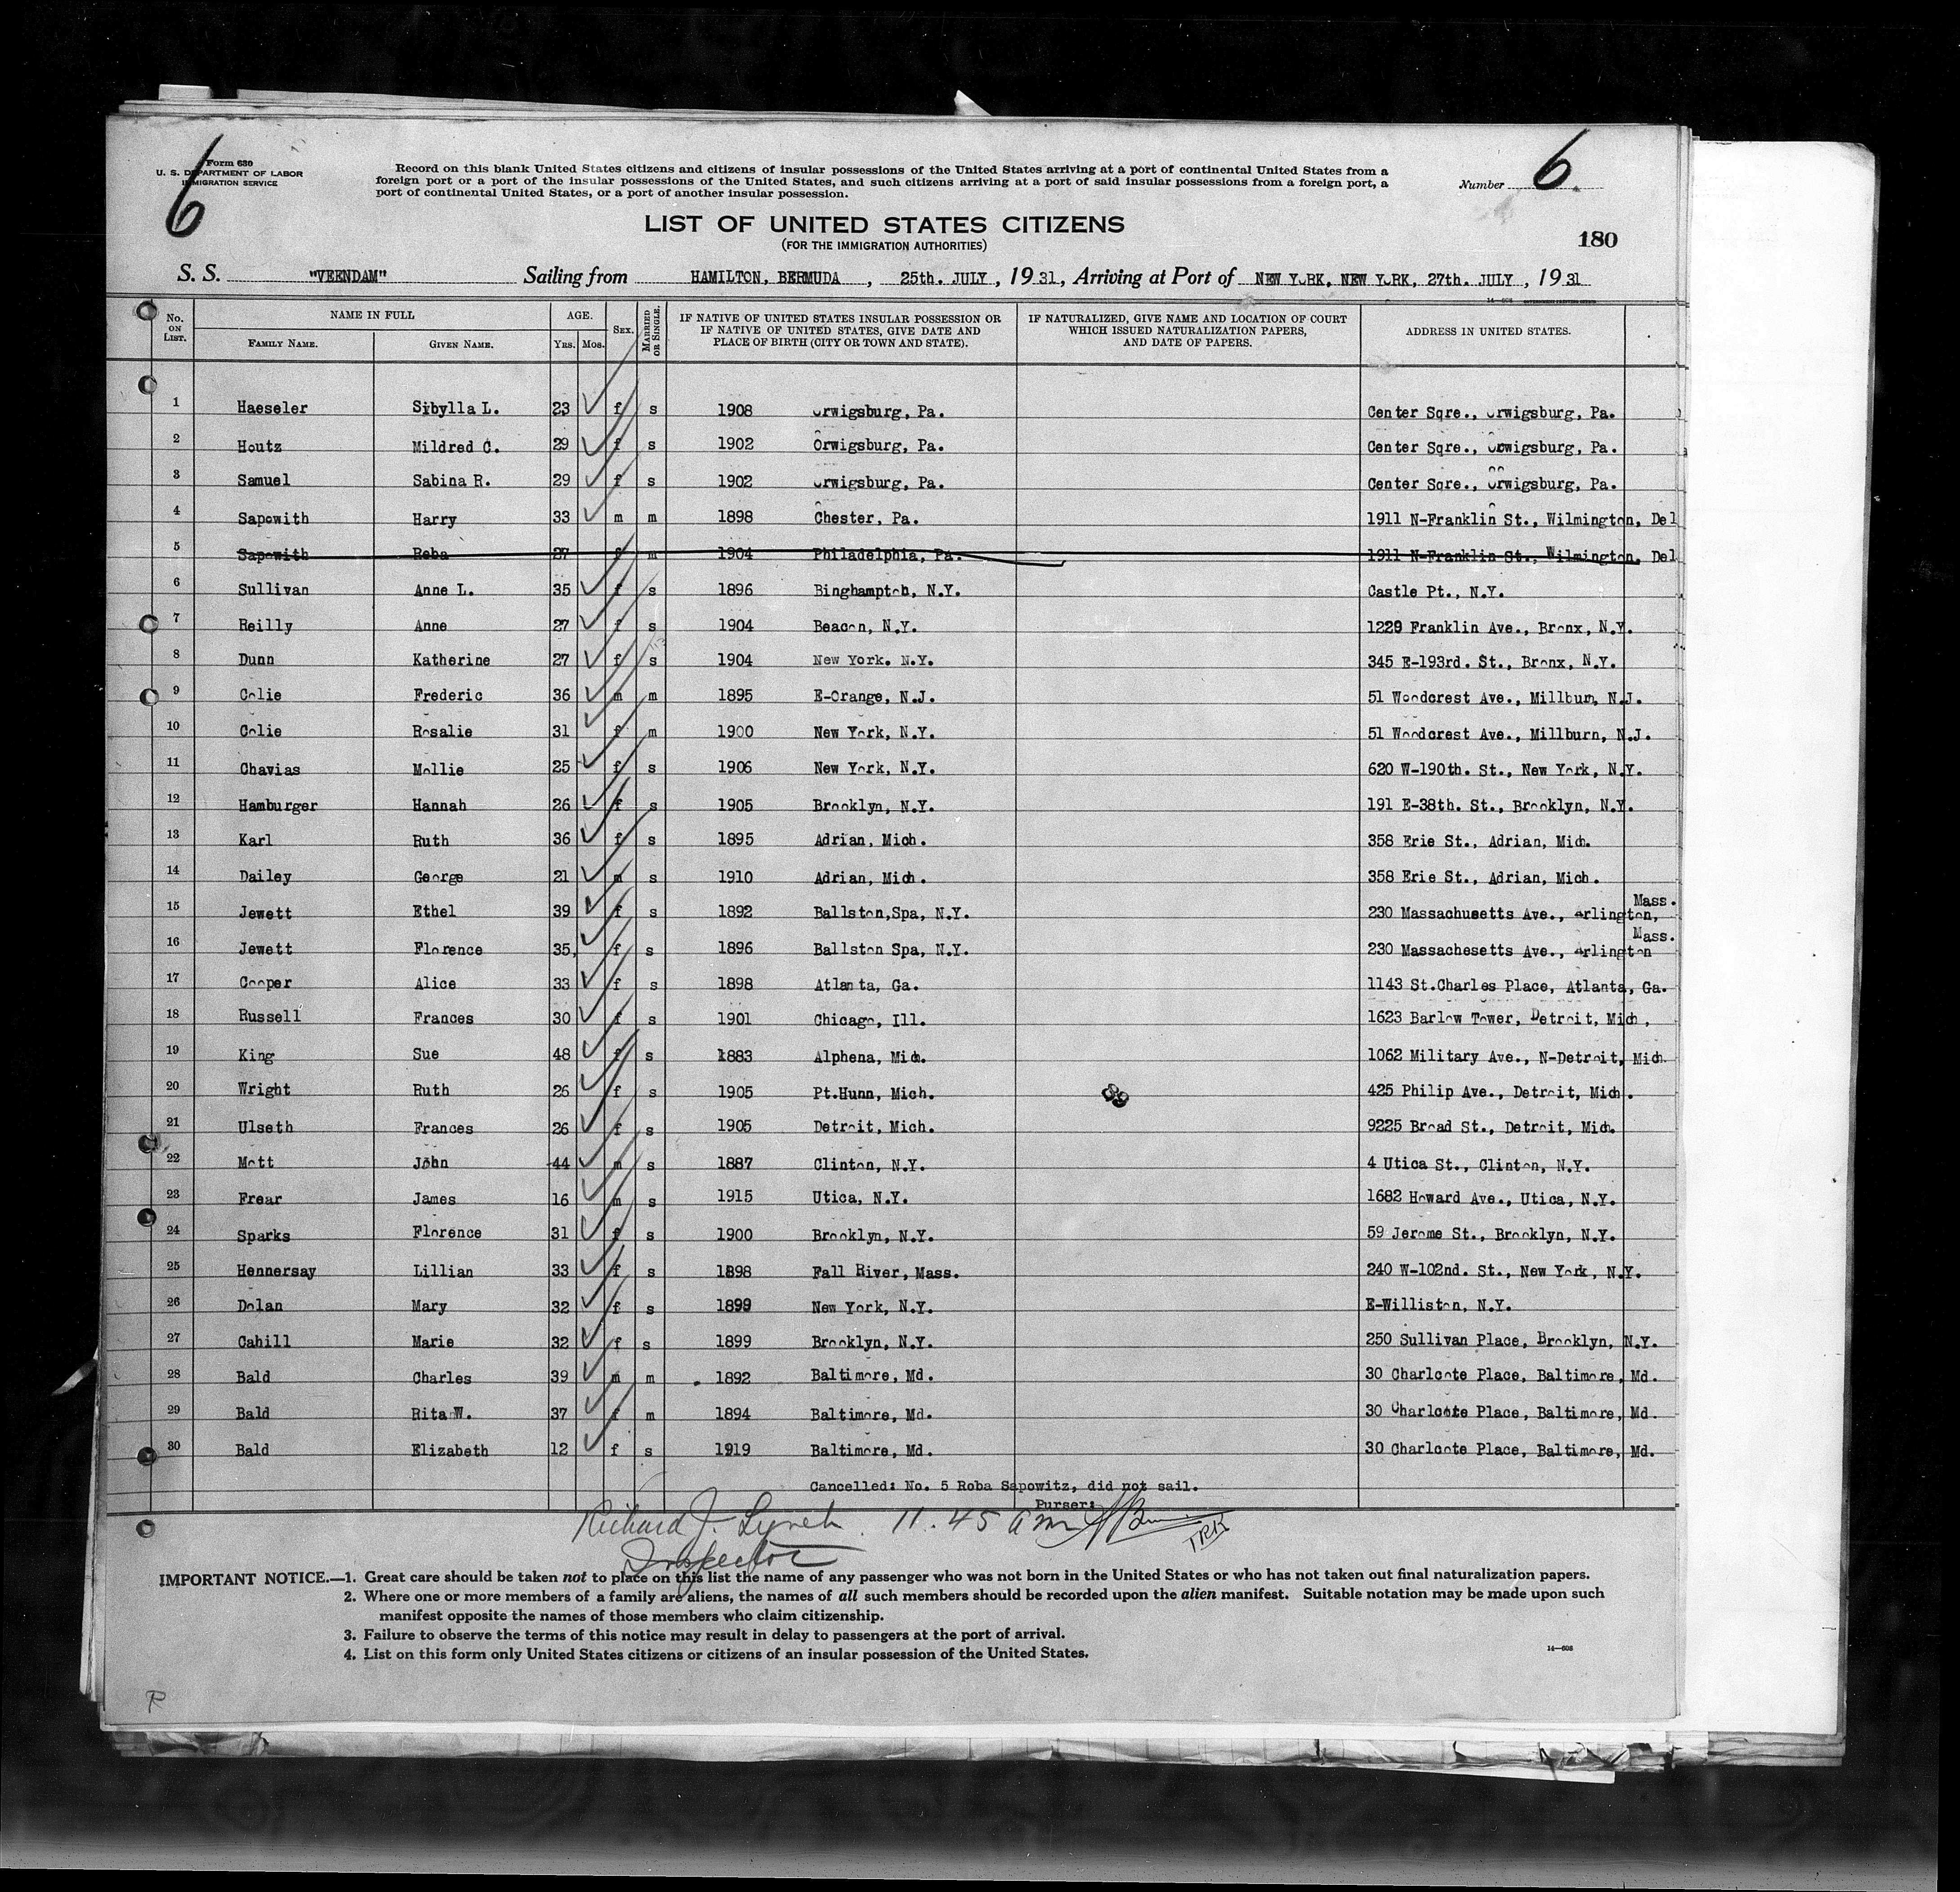 6
Form 630
U. S. DEPARTMENT OF LABOR
IMMIGRATION SERVICE
Record on this blank United States citizens and citizens of insular possessions of the United States arriving at a port of continental United States from a
foreign port or a port of the insular possessions of the United States, and such citizens arriving at a port of said insular possessions from a foreign port, a
port of continental United States, or a port of another insular possession.
Number 6
LIST OF UNITED STATES CITIZENS
(FOR THE IMMIGRATION AUTHORITIES)
180
S. S. "VEENDAM" Sailing from HAMILTON, BERMUDA , 25th. JULY , 19 31, Arriving at Port of NEW YORK, NEW YORK, 27th. JULY , 19 31
14—608 GOVERNMENT PRINTING OFFICE
No. ON LIST. NAME IN FULL FAMILY NAME. GIVEN NAME. AGE. YRS. MOS. SEX. MARRIED OR SINGLE. IF NATIVE OF UNITED STATES INSULAR POSSESSION OR IF NATIVE OF UNITED STATES, GIVE DATE AND PLACE OF BIRTH (CITY OR TOWN AND STATE). IF NATURALIZED, GIVE NAME AND LOCATION OF COURT WHICH ISSUED NATURALIZATION PAPERS, AND DATE OF PAPERS. ADDRESS IN UNITED STATES.
1 Haeseler Sibylla L. 23 f s 1908 Orwigsburg, Pa. Center Sqre., Orwigsburg, Pa.
2 Houtz Mildred C. 29 f s 1902 Orwigsburg, Pa. Center Sqre., Orwigsburg, Pa.
3 Samuel Sabina R. 29 f s 1902 Orwigsburg, Pa. Center Sqre., Orwigsburg, Pa.
4 Sapowith Harry 33 m m 1898 Chester, Pa. 1911 N-Franklin St., Wilmington, Del
5 Sapowith Reba 27 f m 1904 Philadelphia, Pa. 1911 N-Franklin St., Wilmington, Del
6 Sullivan Anne L. 35 f s 1896 Binghampton, N.Y. Castle Pt., N.Y.
7 Reilly Anne 27 f s 1904 Beacon, N.Y. 1229 Franklin Ave., Bronx, N.Y.
8 Dunn Katherine 27 f s 1904 New York. N.Y. 345 E-193rd. St., Bronx, N.Y.
9 Colie Frederic 36 m m 1895 E-Orange, N.J. 51 Woodcrest Ave., Millburn, N.J.
10 Colie Rosalie 31 f m 1900 New York, N.Y. 51 Woodcrest Ave., Millburn, N.J.
11 Chavias Mollie 25 f s 1906 New York, N.Y. 620 W-190th. St., New York, N.Y.
12 Hamburger Hannah 26 f s 1905 Brooklyn, N.Y. 191 E-38th. St., Brooklyn, N.Y.
13 Karl Ruth 36 f s 1895 Adrian, Mich. 358 Erie St., Adrian, Mich.
14 Dailey George 21 m s 1910 Adrian, Mich. 358 Erie St., Adrian, Mich.
15 Jewett Ethel 39 f s 1892 Ballston,Spa, N.Y. 230 Massachusetts Ave., Arlington, Mass.
16 Jewett Florence 35, f s 1896 Ballston Spa, N.Y. 230 Massachesetts Ave., Arlington Mass.
17 Cooper Alice 33 f s 1898 Atlanta, Ga. 1143 St.Charles Place, Atlanta, Ga.
18 Russell Frances 30 f s 1901 Chicago, Ill. 1623 Barlow Tower, Detroit, Mich,
19 King Sue 48 f s 1883 Alphena, Mich. 1062 Military Ave., N-Detroit, Mich.
20 Wright Ruth 26 f s 1905 Pt.Hunn, Mich. 425 Philip Ave., Detroit, Mich.
21 Ulseth Frances 26 f s 1905 Detroit, Mich. 9225 Broad St., Detroit, Mich.
22 Mott John 44 m s 1887 Clinton, N.Y. 4 Utica St., Clinton, N.Y.
23 Frear James 16 m s 1915 Utica, N.Y. 1682 Howard Ave., Utica, N.Y.
24 Sparks Florence 31 f s 1900 Brooklyn, N.Y. 59 Jerome St., Brooklyn, N.Y.
25 Hennersay Lillian 33 f s 1898 Fall River, Mass. 240 W-102nd. St., New York, N.Y.
26 Dolan Mary 32 f s 1899 New York, N.Y. E-Williston, N.Y.
27 Cahill Marie 32 f s 1899 Brooklyn, N.Y. 250 Sullivan Place, Brooklyn, N.Y.
28 Bald Charles 39 m m 1892 Baltimore, Md. 30 Charlcote Place, Baltimore, Md.
29 Bald Rita W. 37 f m 1894 Baltimore, Md. 30 Charlcote Place, Baltimore, Md.
30 Bald Elizabeth 12 f s 1919 Baltimore, Md. 30 Charlcote Place, Baltimore, Md.
Cancelled: No. 5 Roba Sapowitz, did not sail.
Purser:
Richard J. Lynch 11.45 am TRK
Inspector
IMPORTANT NOTICE.—1. Great care should be taken not to place on this list the name of any passenger who was not born in the United States or who has not taken out final naturalization papers.
2. Where one or more members of a family are aliens, the names of all such members should be recorded upon the alien manifest. Suitable notation may be made upon such
manifest opposite the names of those members who claim citizenship.
3. Failure to observe the terms of this notice may result in delay to passengers at the port of arrival.
4. List on this form only United States citizens or citizens of an insular possession of the United States.
14—608